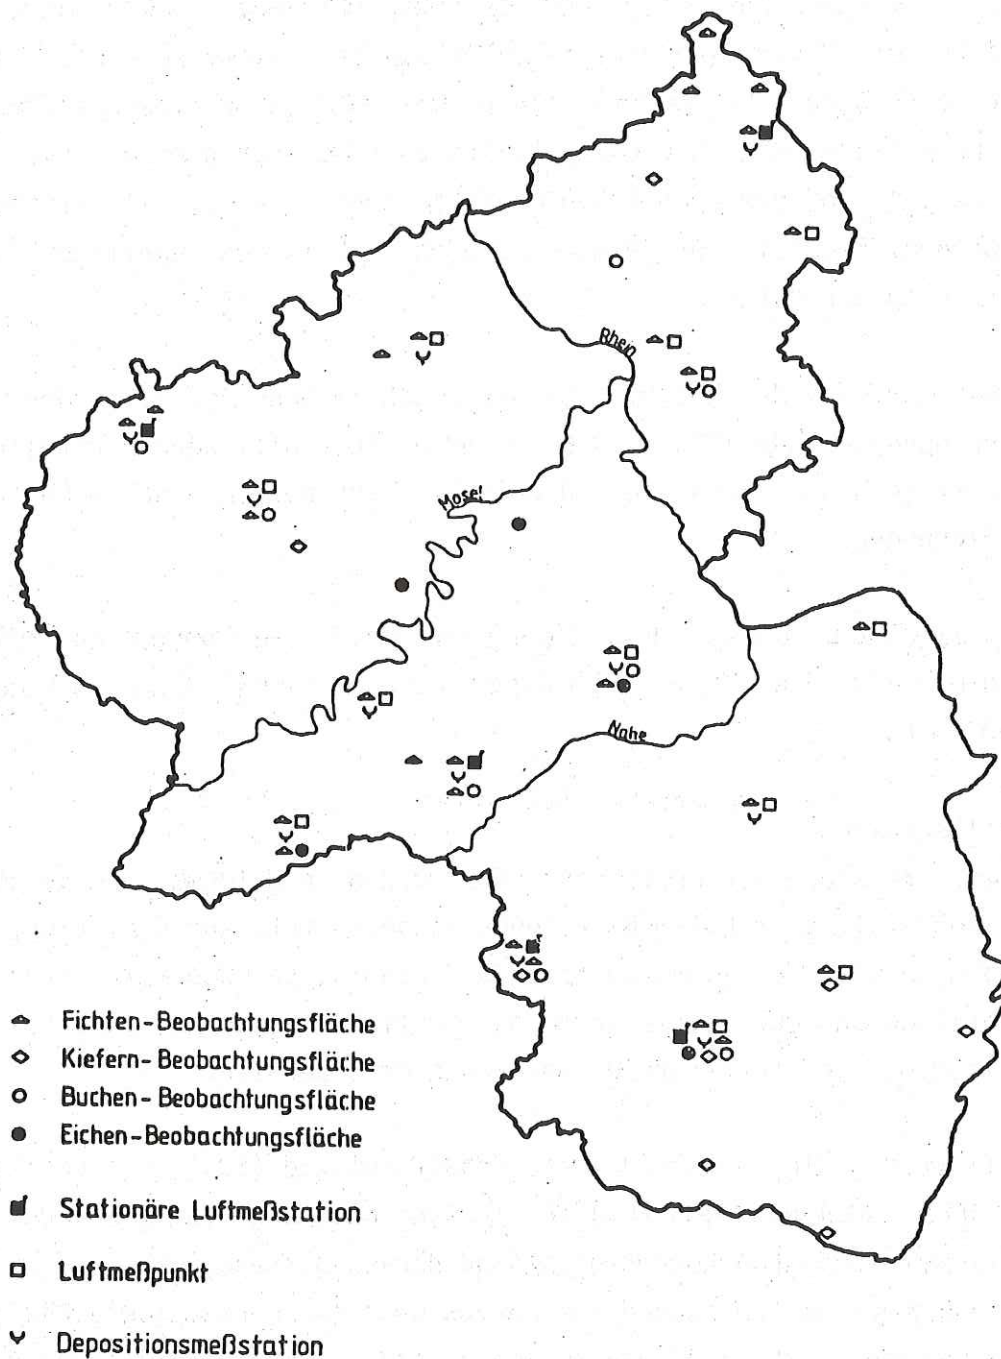 Rhein
Mosel
Nahe
Fichten-Beobachtungsfläche
Kiefern-Beobachtungsfläche
Buchen-Beobachtungsfläche
Eichen-Beobachtungsfläche
Stationäre Luftmeßstation
Luftmeßpunkt
Depositionsmeßstation